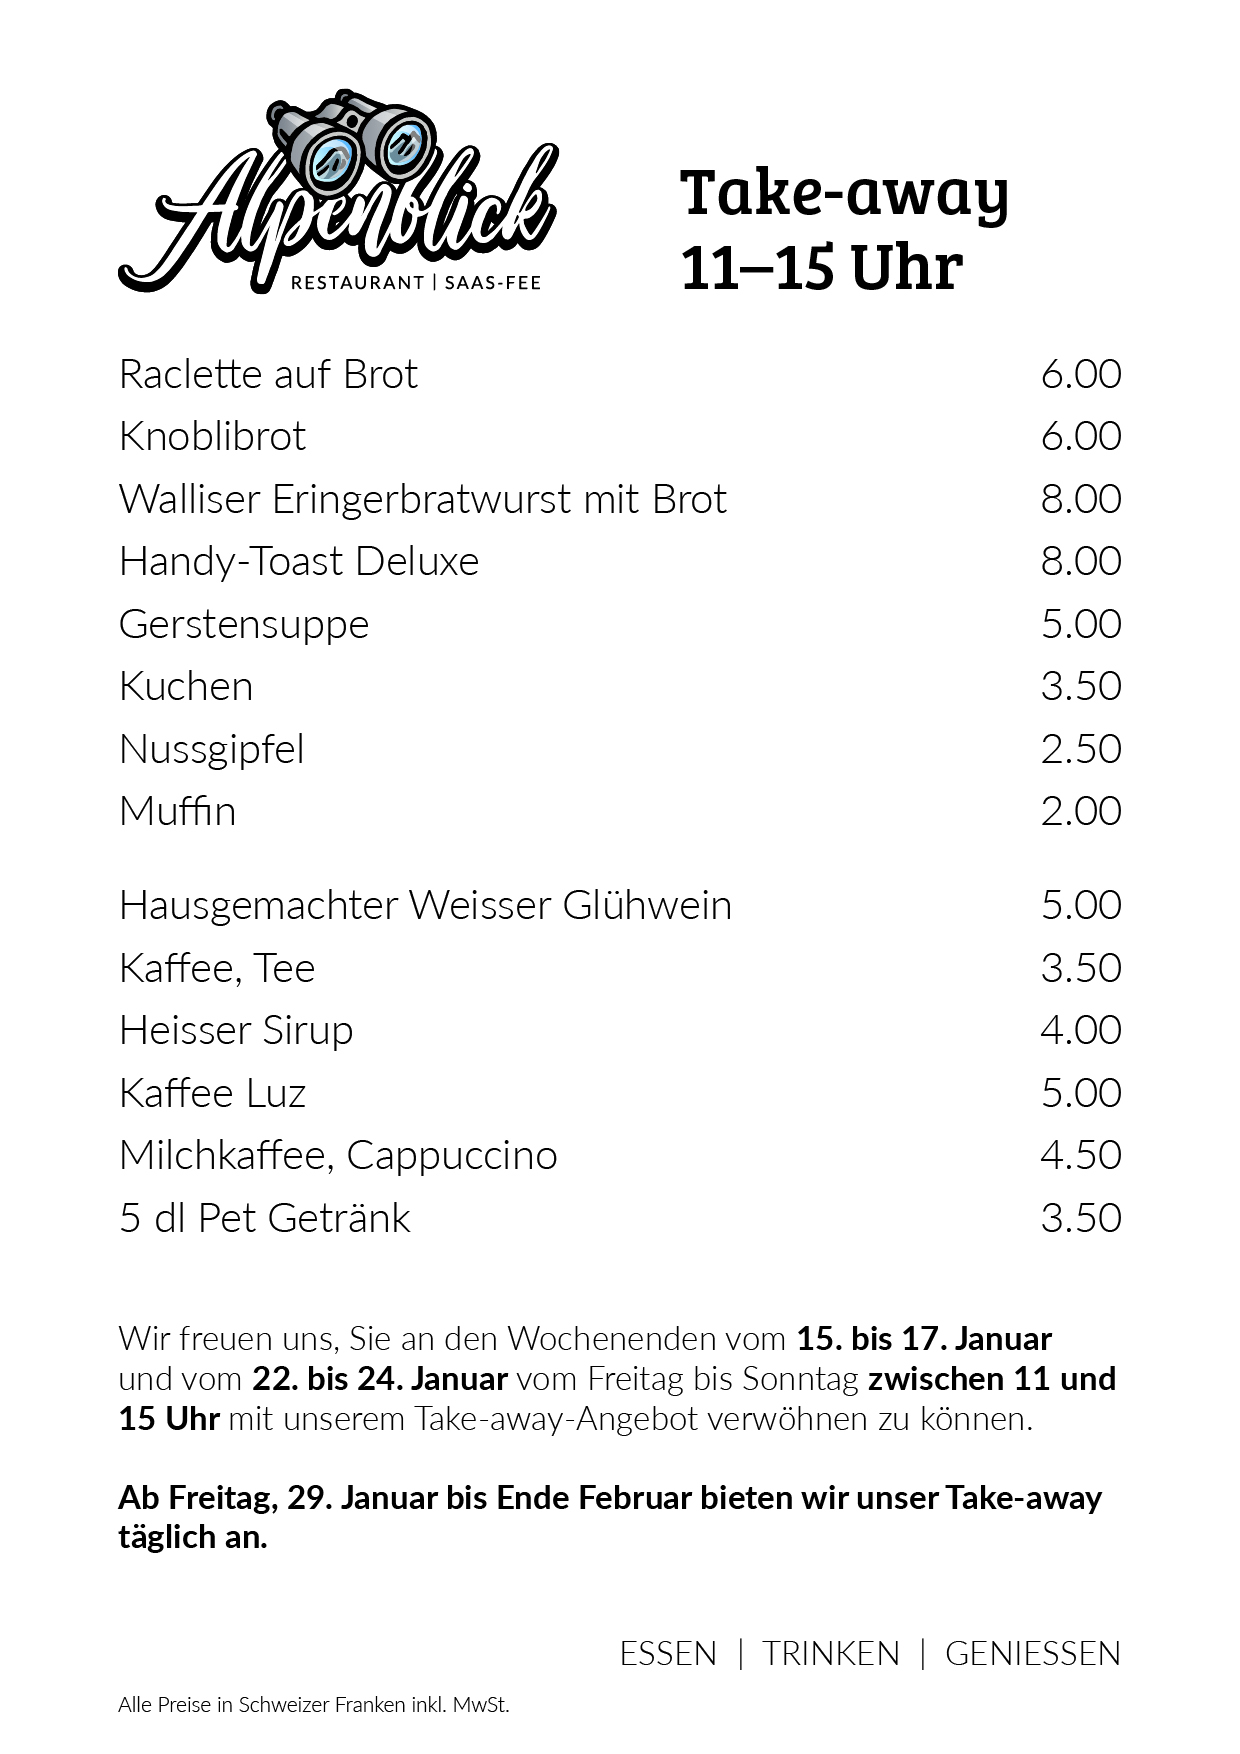 Alpenblick
RESTAURANT | SAAS-FEE
Take-away
11–15 Uhr
Raclette auf Brot 6.00
Knoblibrot 6.00
Walliser Eringerbratwurst mit Brot 8.00
Handy-Toast Deluxe 8.00
Gerstensuppe 5.00
Kuchen 3.50
Nussgipfel 2.50
Muffin 2.00
Hausgemachter Weisser Glühwein 5.00
Kaffee, Tee 3.50
Heisser Sirup 4.00
Kaffee Luz 5.00
Milchkaffee, Cappuccino 4.50
5 dl Pet Getränk 3.50
Wir freuen uns, Sie an den Wochenenden vom 15. bis 17. Januar
und vom 22. bis 24. Januar vom Freitag bis Sonntag zwischen 11 und
15 Uhr mit unserem Take-away-Angebot verwöhnen zu können.
Ab Freitag, 29. Januar bis Ende Februar bieten wir unser Take-away
täglich an.
ESSEN | TRINKEN | GENIESSEN
Alle Preise in Schweizer Franken inkl. MwSt.